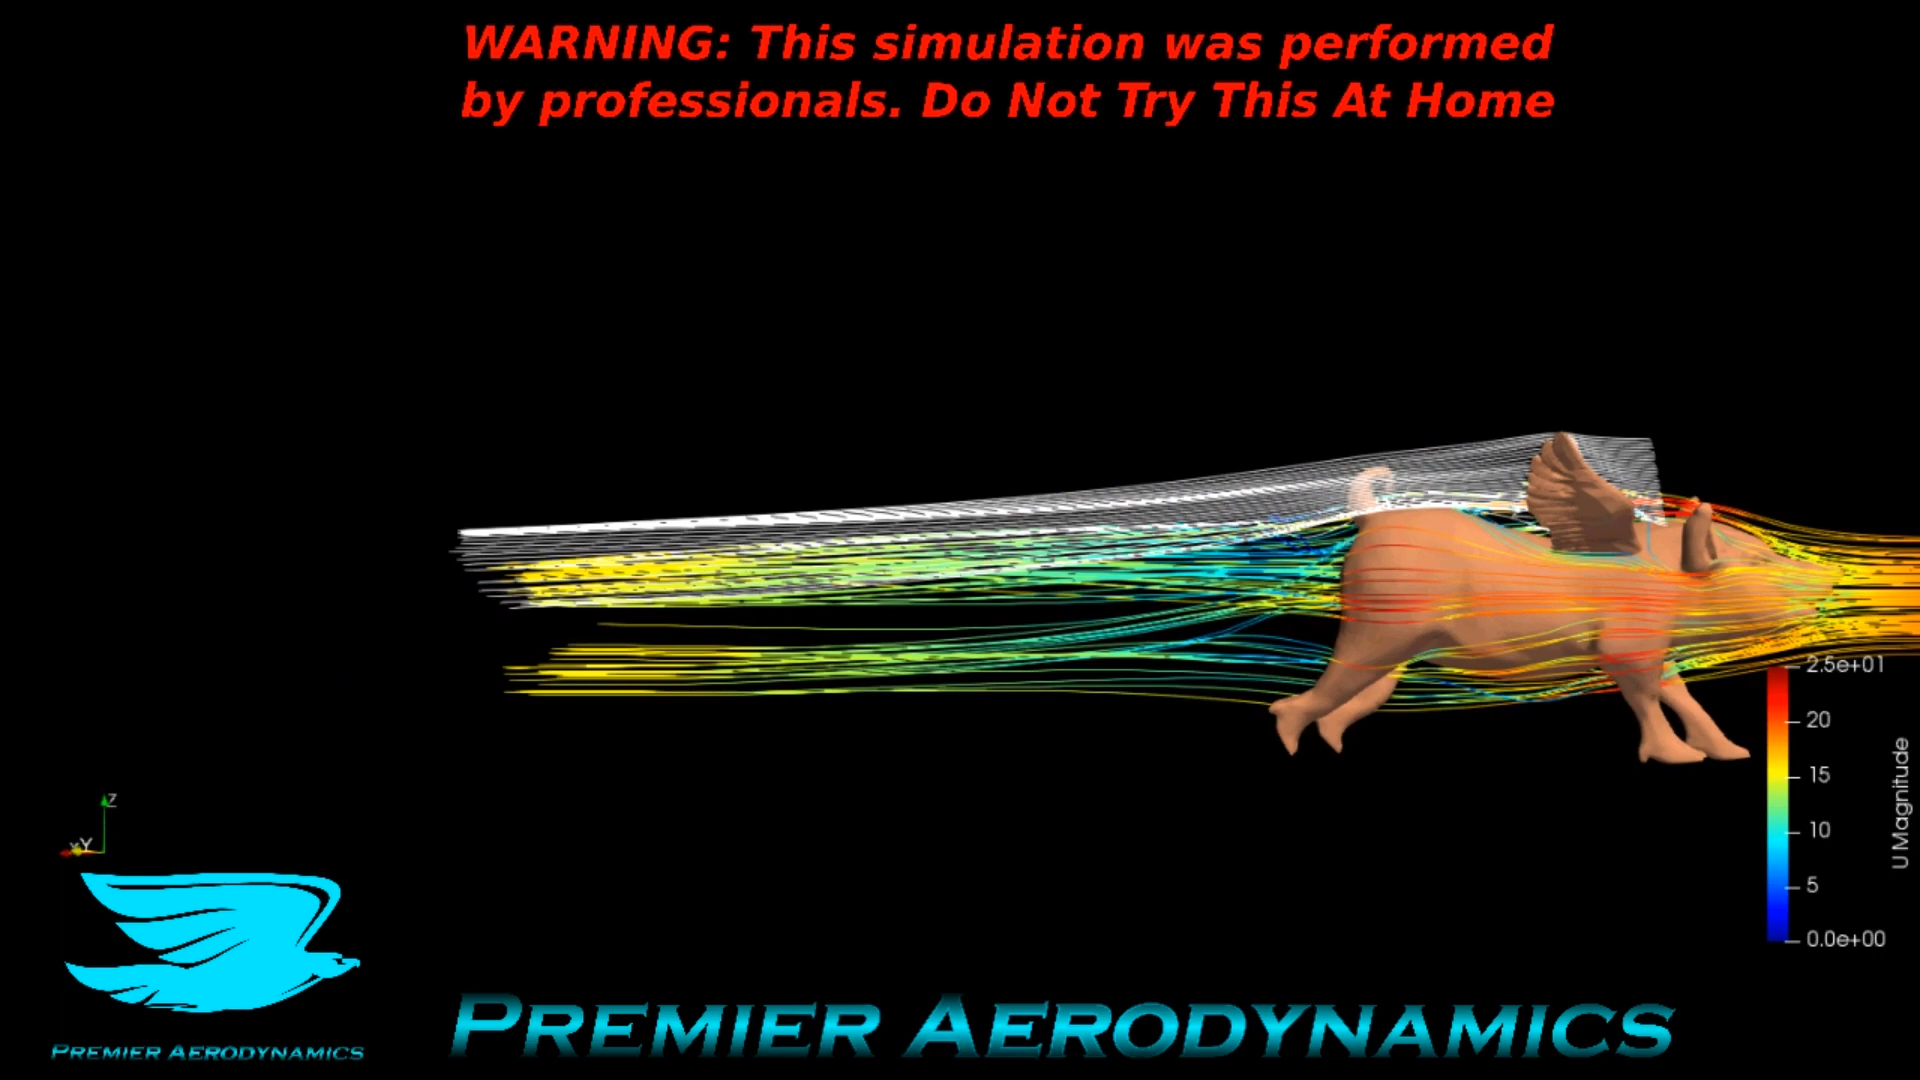 WARNING: This simulation was performed
by professionals. Do Not Try This At Home
2.5e+01
20
15
10
5
0.0e+00
U Magnitude
Z
Y
PREMIER AERODYNAMICS
PREMIER AERODYNAMICS